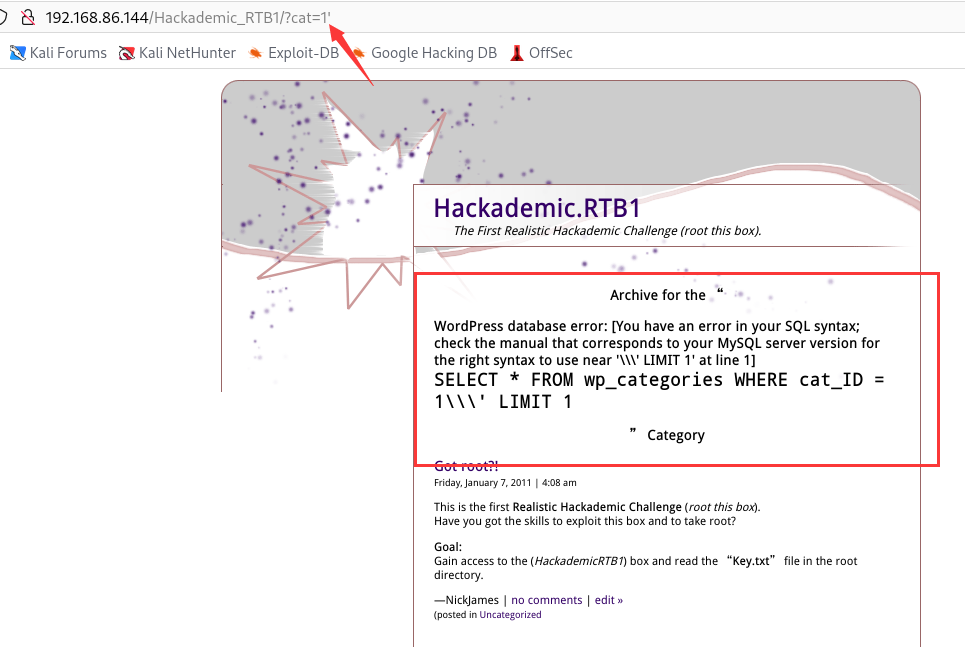 192.168.86.144/Hackademic_RTB1/?cat=1'
Kali Forums Kali NetHunter Exploit-DB Google Hacking DB OffSec
Hackademic.RTB1
The First Realistic Hackademic Challenge (root this box).
Archive for the “
WordPress database error: [You have an error in your SQL syntax;
check the manual that corresponds to your MySQL server version for
the right syntax to use near '\\\' LIMIT 1' at line 1]
SELECT * FROM wp_categories WHERE cat_ID =
1\\\' LIMIT 1
” Category
Got root?!
Friday, January 7, 2011 | 4:08 am
This is the first Realistic Hackademic Challenge (root this box).
Have you got the skills to exploit this box and to take root?
Goal:
Gain access to the (HackademicRTB1) box and read the “Key.txt” file in the root
directory.
—NickJames | no comments | edit »
(posted in Uncategorized